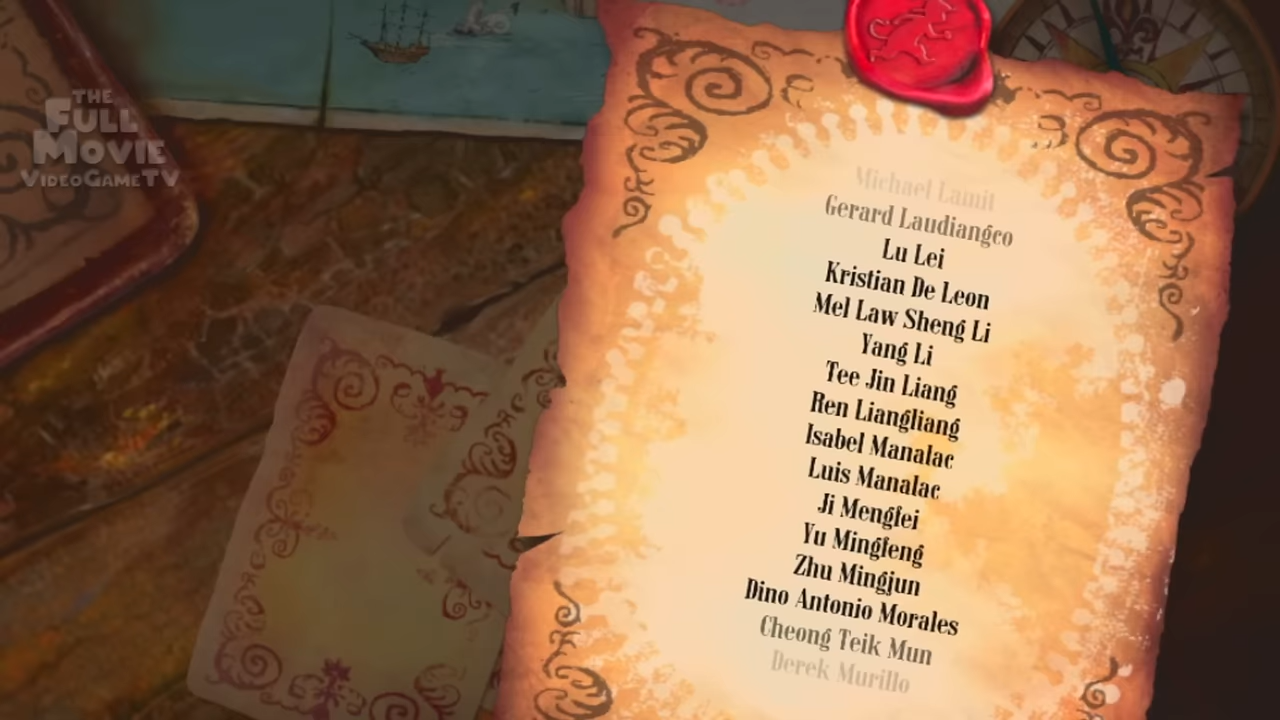 THE
FULL
MOVIE
VIDEOGAMETV
Michael Lamit
Gerard Laudiangco
Lu Lei
Kristian De Leon
Mel Law Sheng Li
Yang Li
Tee Jin Liang
Ren Liangliang
Isabel Manalac
Luis Manalac
Ji Mengfei
Yu Mingfeng
Zhu Mingjun
Dino Antonio Morales
Cheong Teik Mun
Derek Murillo